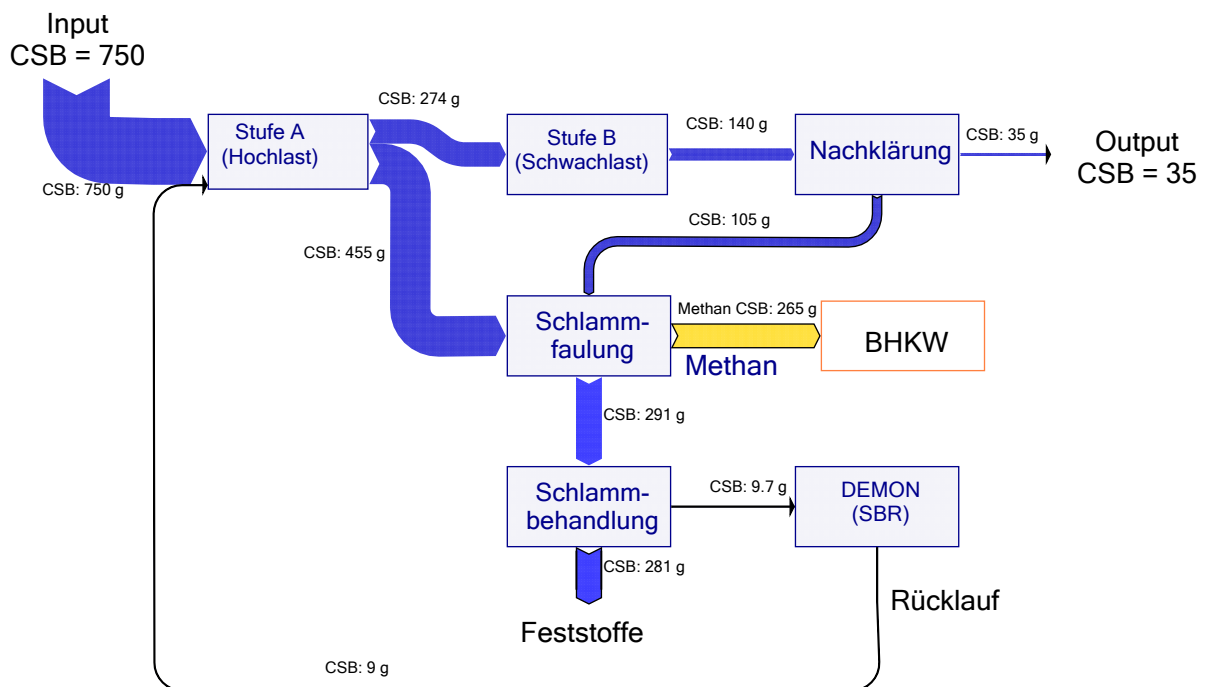 Input
CSB = 750
CSB: 274 g
Stufe A
(Hochlast)
Stufe B
(Schwachlast)
CSB: 140 g
Nachklärung
CSB: 35 g
Output
CSB = 35
CSB: 750 g
CSB: 105 g
CSB: 455 g
Schlamm-
faulung
Methan CSB: 265 g
Methan
BHKW
CSB: 291 g
Schlamm-
behandlung
CSB: 9.7 g
DEMON
(SBR)
CSB: 281 g
Feststoffe
Rücklauf
CSB: 9 g